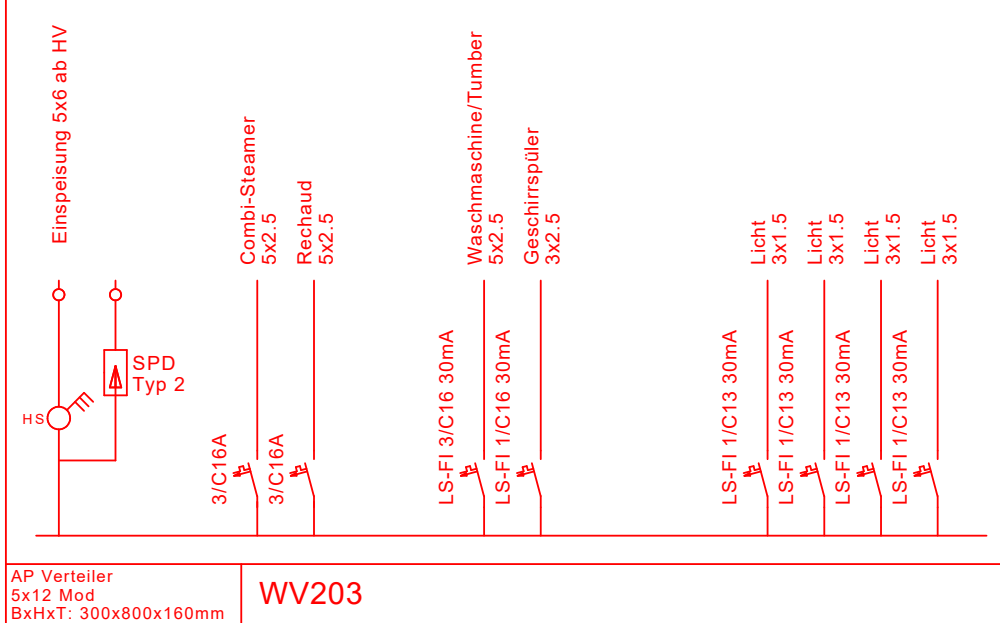 Einspeisung 5x6 ab HV
HS
SPD
Typ 2
Combi-Steamer
5x2.5
3/C16A
Rechaud
5x2.5
3/C16A
Waschmaschine/Tumber
5x2.5
LS-FI 3/C16 30mA
Geschirrspüler
3x2.5
LS-FI 1/C16 30mA
Licht
3x1.5
LS-FI 1/C13 30mA
Licht
3x1.5
LS-FI 1/C13 30mA
Licht
3x1.5
LS-FI 1/C13 30mA
Licht
3x1.5
LS-FI 1/C13 30mA
AP Verteiler
5x12 Mod
BxHxT: 300x800x160mm
WV203